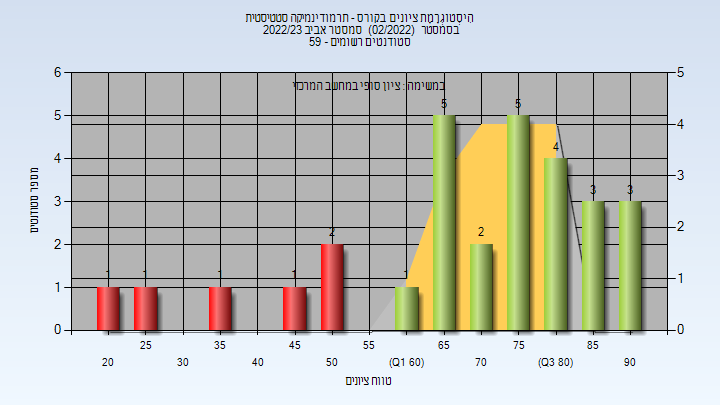 הִיסְטוֹגְרָמַת ציונים בקורס - תרמודינמיקה סטטיסטית
בסמסטר (02/2022) סמסטר אביב 2022/23
סטודנטים רשומים - 59
במשימה : ציון סופי במחשב המרכזי
6 5 4 3 2 1 0
מספר סטודנטים
5 4 3 2 1 0
1 1 1 1 2 1 5 2 5 4 3 3
25 35 45 55 65 75 85
20 30 40 50 (Q1 60) 70 (Q3 80) 90
טווח ציונים